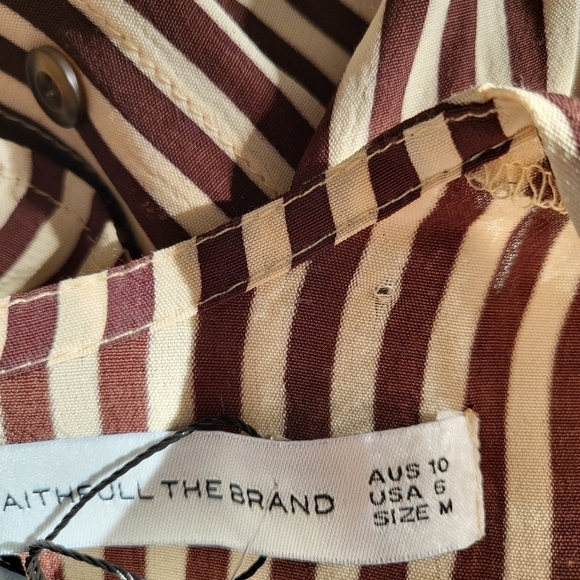 AITHFULL THE BRAND
AUS 10
USA 6
SIZE M